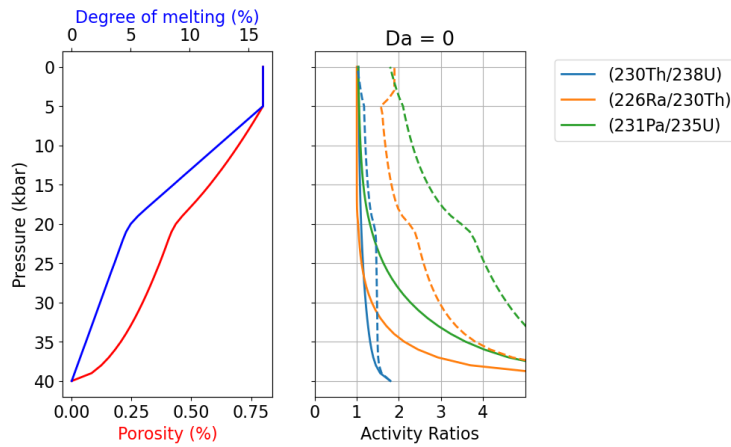 Degree of melting (%)
0 5 10 15
Da = 0
0
5
10
15
20
25
30
35
40
Pressure (kbar)
0.00 0.25 0.50 0.75
Porosity (%)
0 1 2 3 4
Activity Ratios
(230Th/238U)
(226Ra/230Th)
(231Pa/235U)